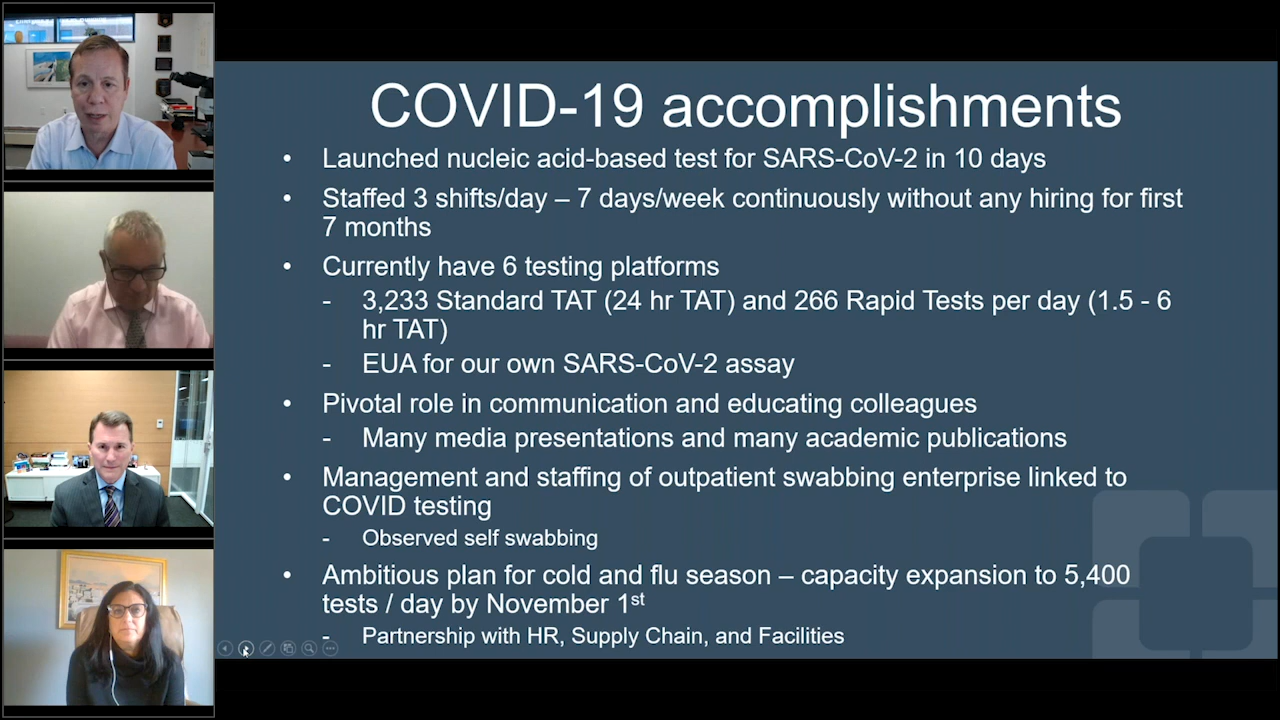 COVID-19 accomplishments
• Launched nucleic acid-based test for SARS-CoV-2 in 10 days
• Staffed 3 shifts/day – 7 days/week continuously without any hiring for first
7 months
• Currently have 6 testing platforms
- 3,233 Standard TAT (24 hr TAT) and 266 Rapid Tests per day (1.5 - 6
hr TAT)
- EUA for our own SARS-CoV-2 assay
• Pivotal role in communication and educating colleagues
- Many media presentations and many academic publications
• Management and staffing of outpatient swabbing enterprise linked to
COVID testing
- Observed self swabbing
• Ambitious plan for cold and flu season – capacity expansion to 5,400
tests / day by November 1st
- Partnership with HR, Supply Chain, and Facilities